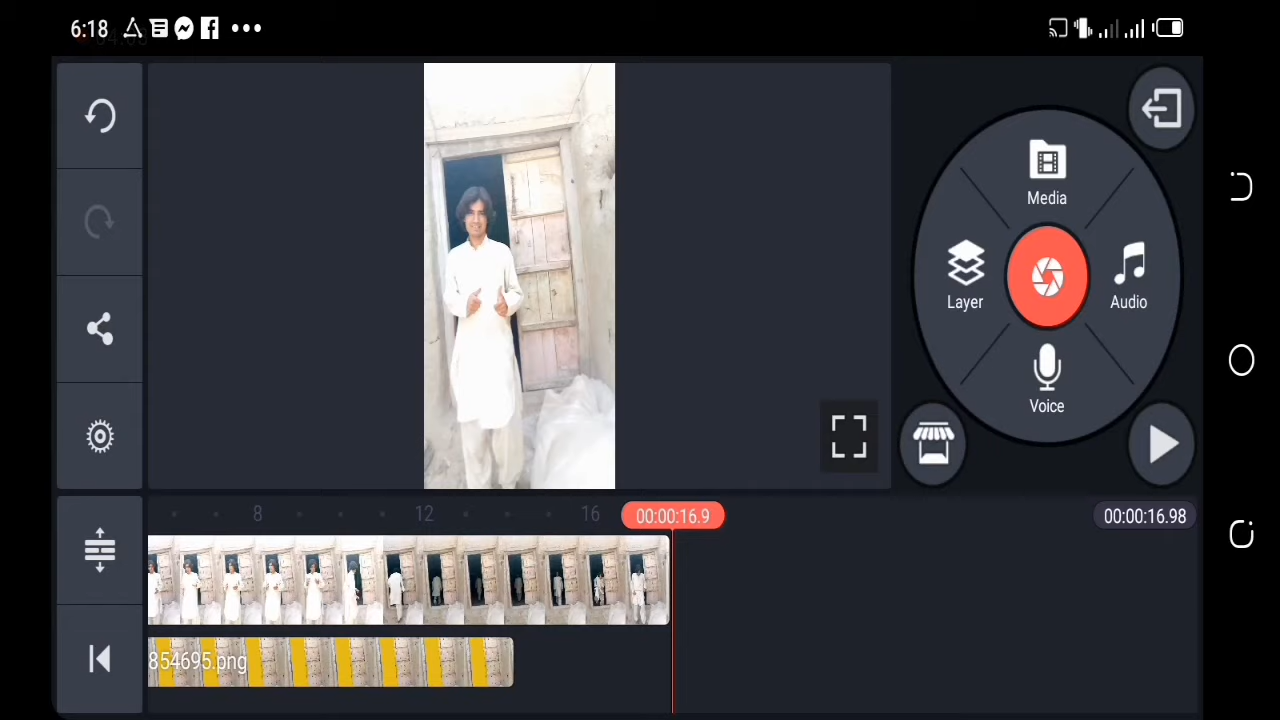 6:18
Media
Layer
Audio
Voice
8
12
16
00:00:16.9
00:00:16.98
854695.png